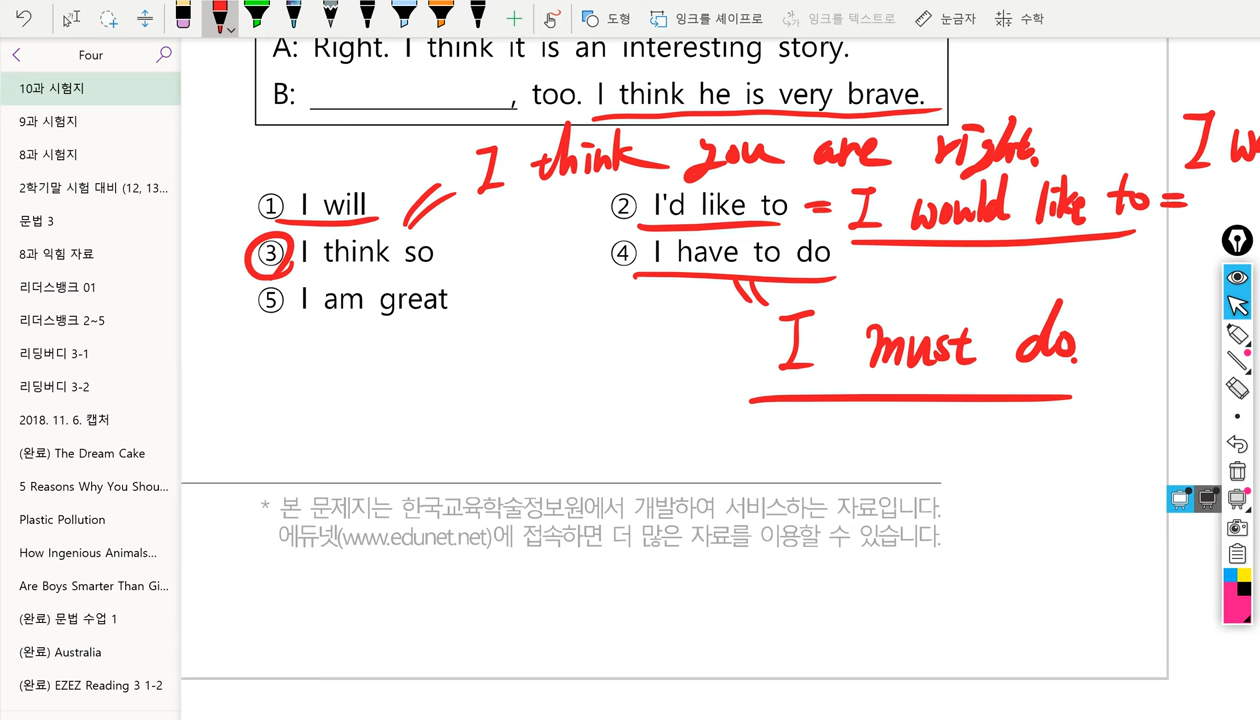 도형
잉크를 셰이프로
잉크를 텍스트로
눈금자
수학
Four
10과 시험지
9과 시험지
8과 시험지
2학기말 시험 대비 (12, 13...
문법 3
8과 익힘 자료
리더스뱅크 01
리더스뱅크 2~5
리딩버디 3-1
리딩버디 3-2
2018. 11. 6. 캡처
(완료) The Dream Cake
5 Reasons Why You Shou...
Plastic Pollution
How Ingenious Animals...
Are Boys Smarter Than Gi...
(완료) 문법 수업 1
(완료) Australia
(완료) EZEZ Reading 3 1-2
A: Right. I think it is an interesting story.
B: ____________, too. I think he is very brave.
I think you are right.
I
① I will
② I'd like to = I would like to =
③ I think so
④ I have to do
⑤ I am great
I must do.
* 본 문제지는 한국교육학술정보원에서 개발하여 서비스하는 자료입니다.
에듀넷(www.edunet.net)에 접속하면 더 많은 자료를 이용할 수 있습니다.